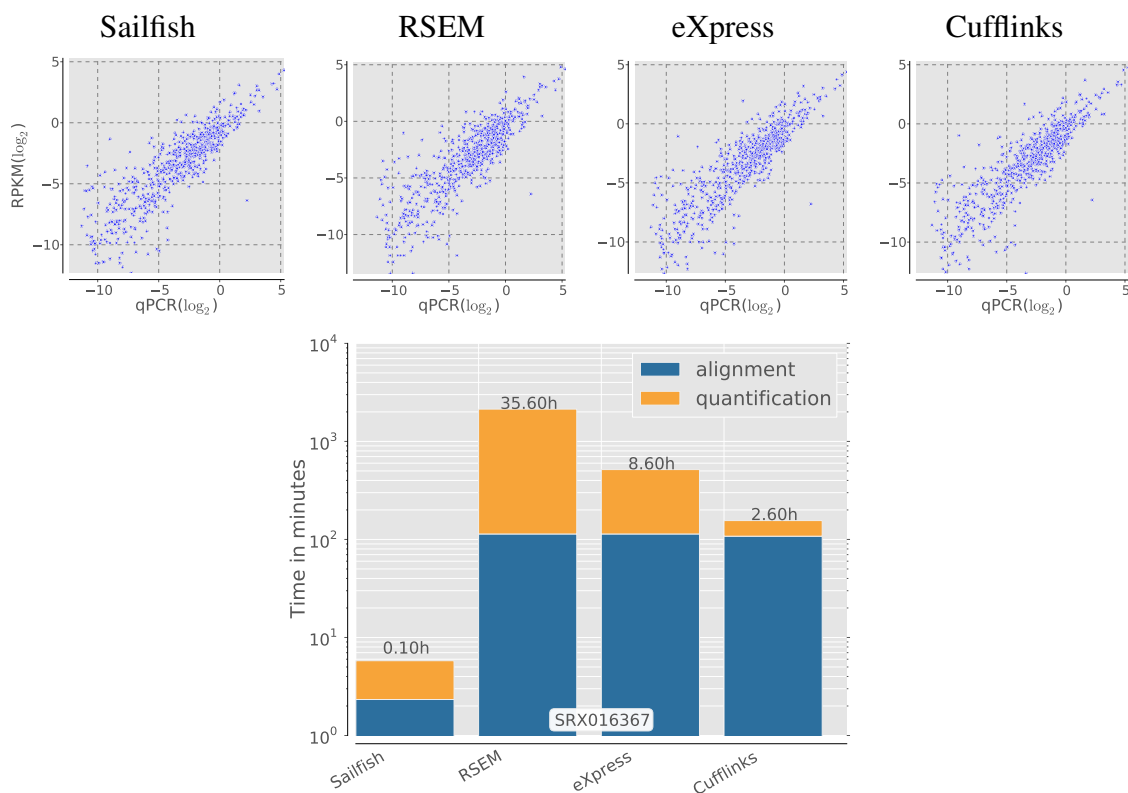 Sailfish RSEM eXpress Cufflinks
5 5 5 5
0 0 0 0
−5 −5 −5 −5
−10 −10 −10 −10
RPKM(log2)
−10 −5 0 5 −10 −5 0 5 −10 −5 0 5 −10 −5 0 5
qPCR(log2) qPCR(log2) qPCR(log2) qPCR(log2)
10^4
alignment
quantification
35.60h
10^3
8.60h
2.60h
10^2
Time in minutes
10^1
0.10h
SRX016367
10^0
Sailfish RSEM eXpress Cufflinks